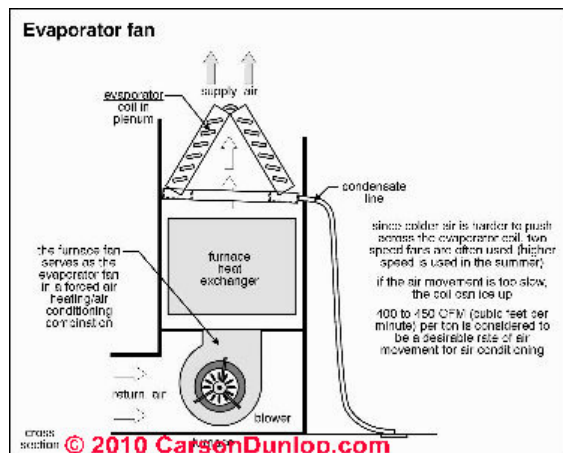 Evaporator fan
supply air
evaporator
coil in
plenum
condensate
line
since colder air is harder to push
across the evaporator coil, two
speed fans are often used (higher
speed is used in the summer)
if the air movement is too slow,
the coil can ice up
400 to 450 CFM (cubic feet per
minute) per ton is considered to
be a desirable rate of air
movement for air conditioning
the furnace fan
serves as the
evaporator fan
in a forced air
heating/air
conditioning
combination
furnace
heat
exchanger
return air
blower
furnace
cross
section
© 2010 CarsonDunlop.com